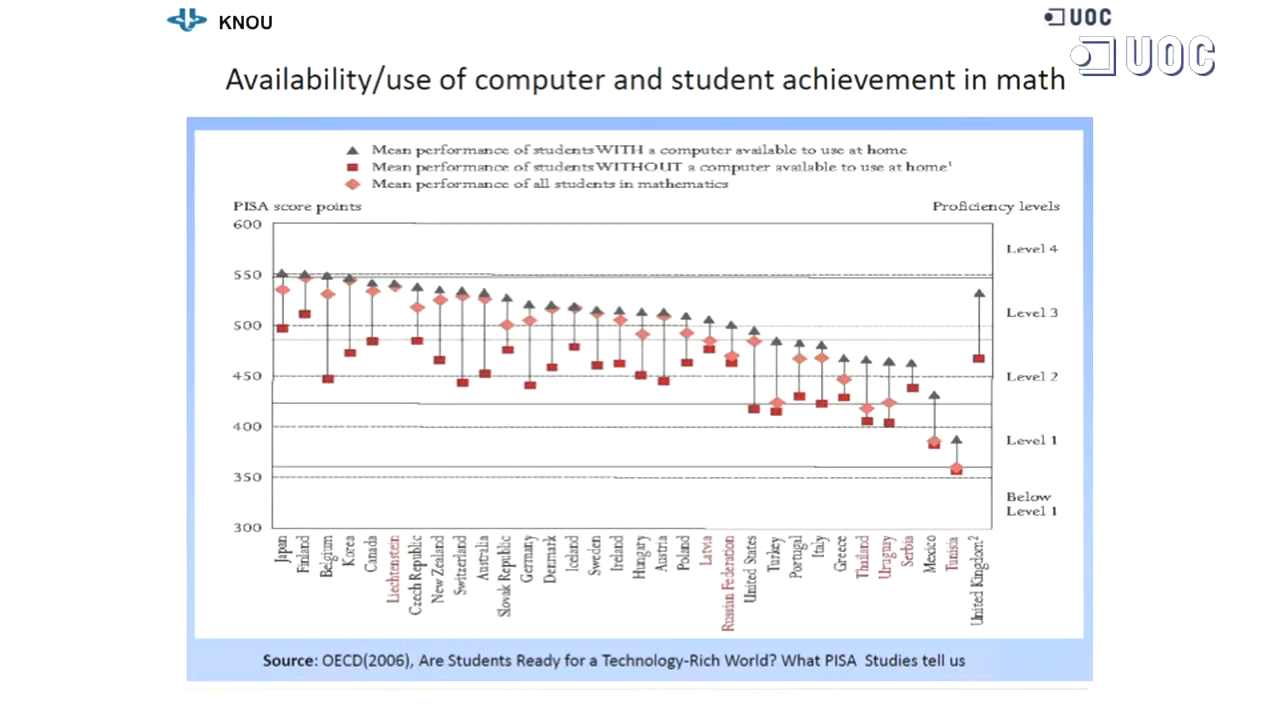 KNOU
UOC
UOC
Availability/use of computer and student achievement in math
Mean performance of students WITH a computer available to use at home
Mean performance of students WITHOUT a computer available to use at home¹
Mean performance of all students in mathematics
PISA score points
Proficiency levels
600
550
500
450
400
350
300
Level 4
Level 3
Level 2
Level 1
Below
Level 1
Japan
Finland
Belgium
Korea
Canada
Liechtenstein
Czech Republic
New Zealand
Switzerland
Australia
Slovak Republic
Germany
Denmark
Iceland
Sweden
Ireland
Hungary
Austria
Poland
Latvia
Russian Federation
United States
Turkey
Portugal
Italy
Greece
Thailand
Uruguay
Serbia
Mexico
Tunisia
United Kingdom²
Source: OECD(2006), Are Students Ready for a Technology-Rich World? What PISA Studies tell us